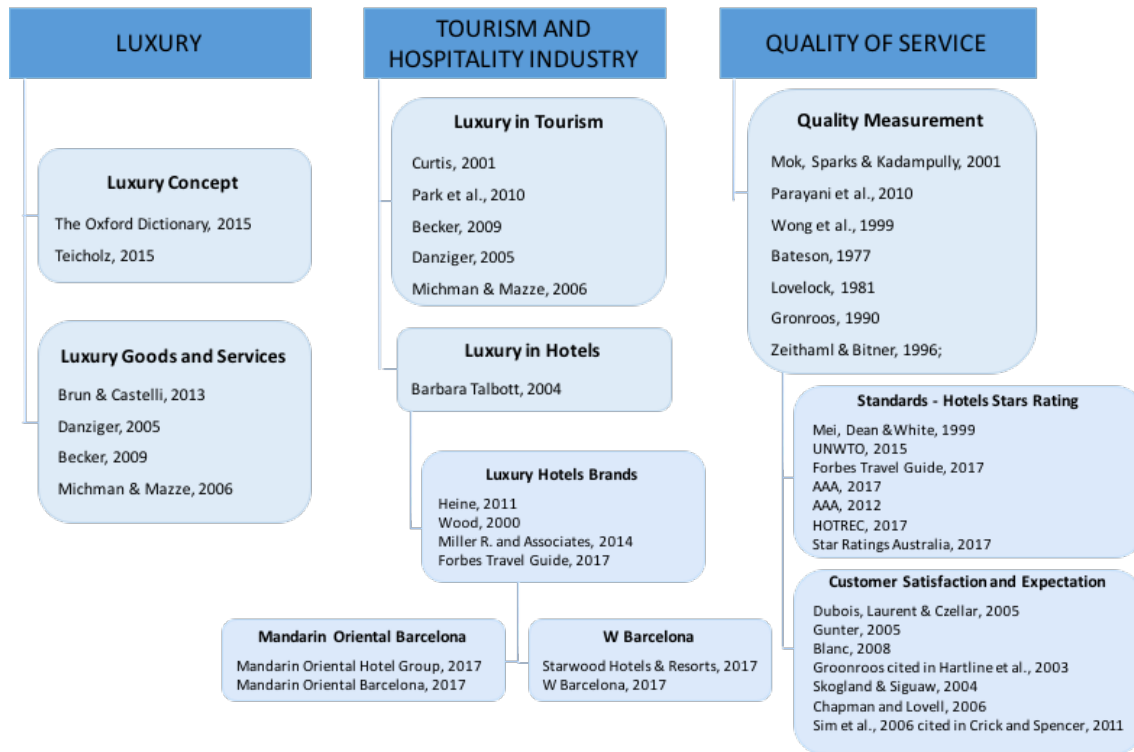 LUXURY
Luxury Concept
The Oxford Dictionary, 2015
Teicholz, 2015
Luxury Goods and Services
Brun & Castelli, 2013
Danziger, 2005
Becker, 2009
Michman & Mazze, 2006
TOURISM AND
HOSPITALITY INDUSTRY
Luxury in Tourism
Curtis, 2001
Park et al., 2010
Becker, 2009
Danziger, 2005
Michman & Mazze, 2006
Luxury in Hotels
Barbara Talbott, 2004
Luxury Hotels Brands
Heine, 2011
Wood, 2000
Miller R. and Associates, 2014
Forbes Travel Guide, 2017
Mandarin Oriental Barcelona
Mandarin Oriental Hotel Group, 2017
Mandarin Oriental Barcelona, 2017
W Barcelona
Starwood Hotels & Resorts, 2017
W Barcelona, 2017
QUALITY OF SERVICE
Quality Measurement
Mok, Sparks & Kadampully, 2001
Parayani et al., 2010
Wong et al., 1999
Bateson, 1977
Lovelock, 1981
Gronroos, 1990
Zeithaml & Bitner, 1996;
Standards - Hotels Stars Rating
Mei, Dean &White, 1999
UNWTO, 2015
Forbes Travel Guide, 2017
AAA, 2017
AAA, 2012
HOTREC, 2017
Star Ratings Australia, 2017
Customer Satisfaction and Expectation
Dubois, Laurent & Czellar, 2005
Gunter, 2005
Blanc, 2008
Groonroos cited in Hartline et al., 2003
Skogland & Siguaw, 2004
Chapman and Lovell, 2006
Sim et al., 2006 cited in Crick and Spencer, 2011